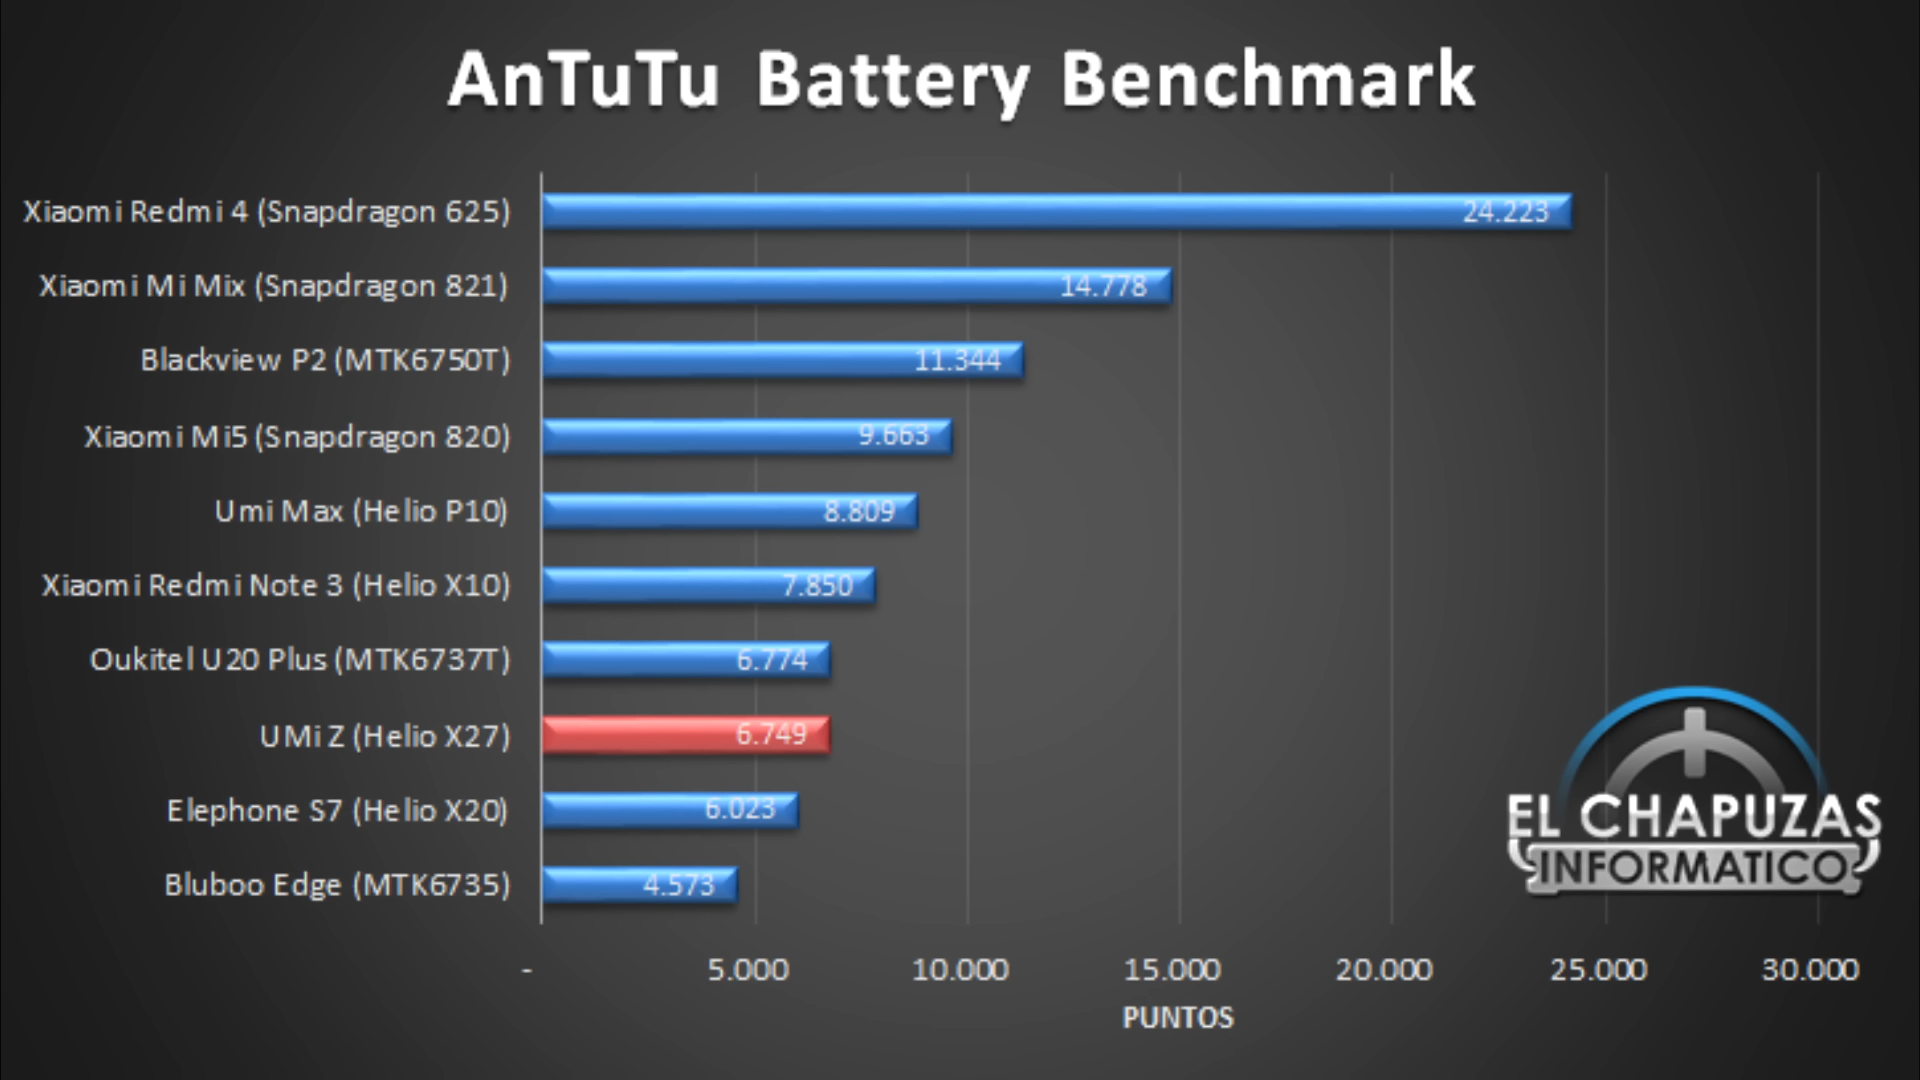 AnTuTu Battery Benchmark
Xiaomi Redmi 4 (Snapdragon 625) 24.223
Xiaomi Mi Mix (Snapdragon 821) 14.778
Blackview P2 (MTK6750T) 11.344
Xiaomi Mi5 (Snapdragon 820) 9.663
Umi Max (Helio P10) 8.809
Xiaomi Redmi Note 3 (Helio X10) 7.850
Oukitel U20 Plus (MTK6737T) 6.774
UMi Z (Helio X27) 6.749
Elephone S7 (Helio X20) 6.023
Bluboo Edge (MTK6735) 4.573
- 5.000 10.000 15.000 20.000 25.000 30.000
PUNTOS
EL CHAPUZAS
INFORMATICO